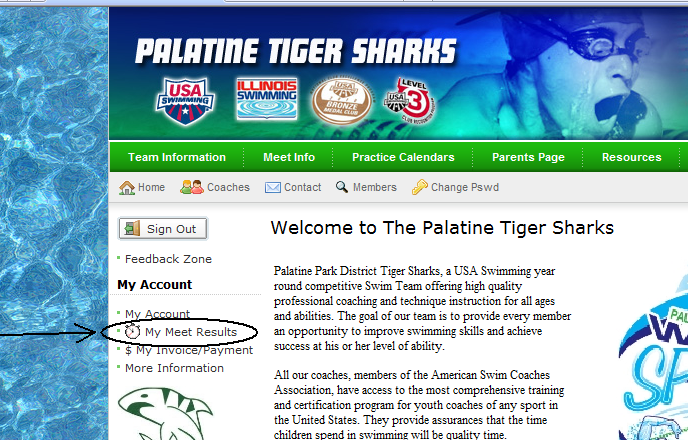 PALATINE TIGER SHARKS
USA
SWIMMING
ILLINOIS
SWIMMING
USA
BRONZE
MEDAL CLUB
LEVEL
3
USA
Team Information
Meet Info
Practice Calendars
Parents Page
Resources
Home
Coaches
Contact
Members
Change Pswd
Sign Out
Feedback Zone
My Account
My Account
My Meet Results
$ My Invoice/Payment
More Information
Welcome to The Palatine Tiger Sharks
Palatine Park District Tiger Sharks, a USA Swimming year
round competitive Swim Team offering high quality
professional coaching and technique instruction for all ages
and abilities. The goal of our team is to provide every member
an opportunity to improve swimming skills and achieve
success at his or her level of ability.
All our coaches, members of the American Swim Coaches
Association, have access to the most comprehensive training
and certification program for youth coaches of any sport in
the United States. They provide assurances that the time
children spend in swimming will be quality time.
PAL
W
SP